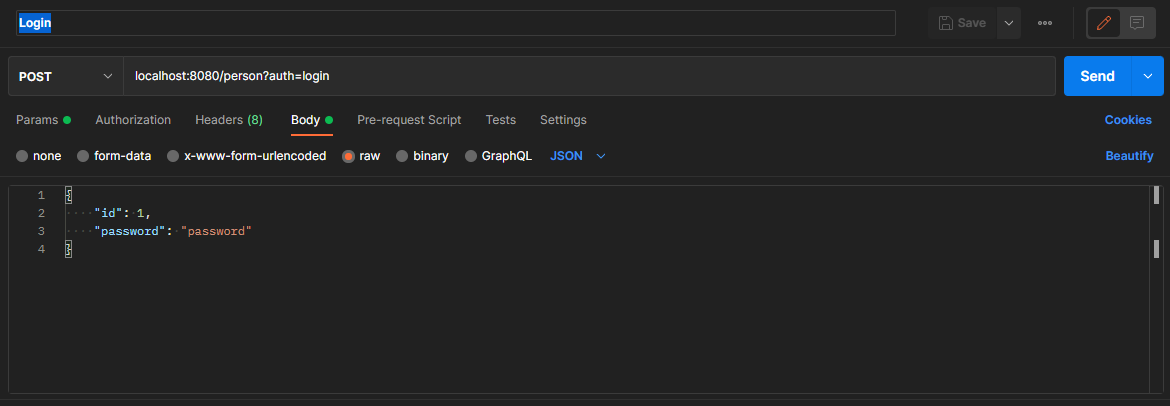 Login
Save
POST localhost:8080/person?auth=login Send
Params Authorization Headers (8) Body Pre-request Script Tests Settings Cookies
none form-data x-www-form-urlencoded raw binary GraphQL JSON Beautify
1 {
2 "id": 1,
3 "password": "password"
4 }